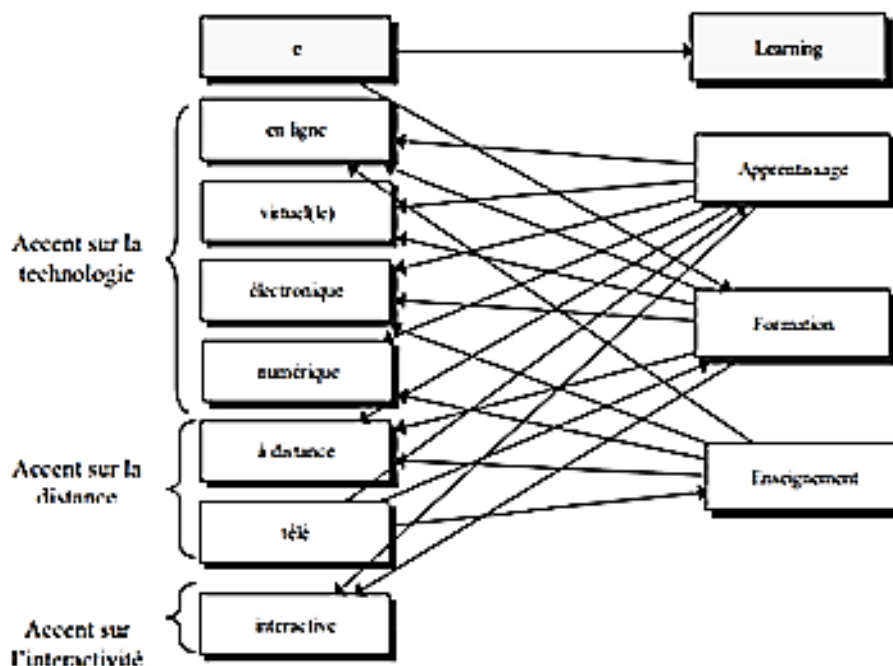 e
Learning
en ligne
Apprentissage
virtuel(le)
Accent sur la
technologie
électronique
Formation
numérique
à distance
Accent sur la
distance
Enseignement
télé
interactive
Accent sur
l'interactivité